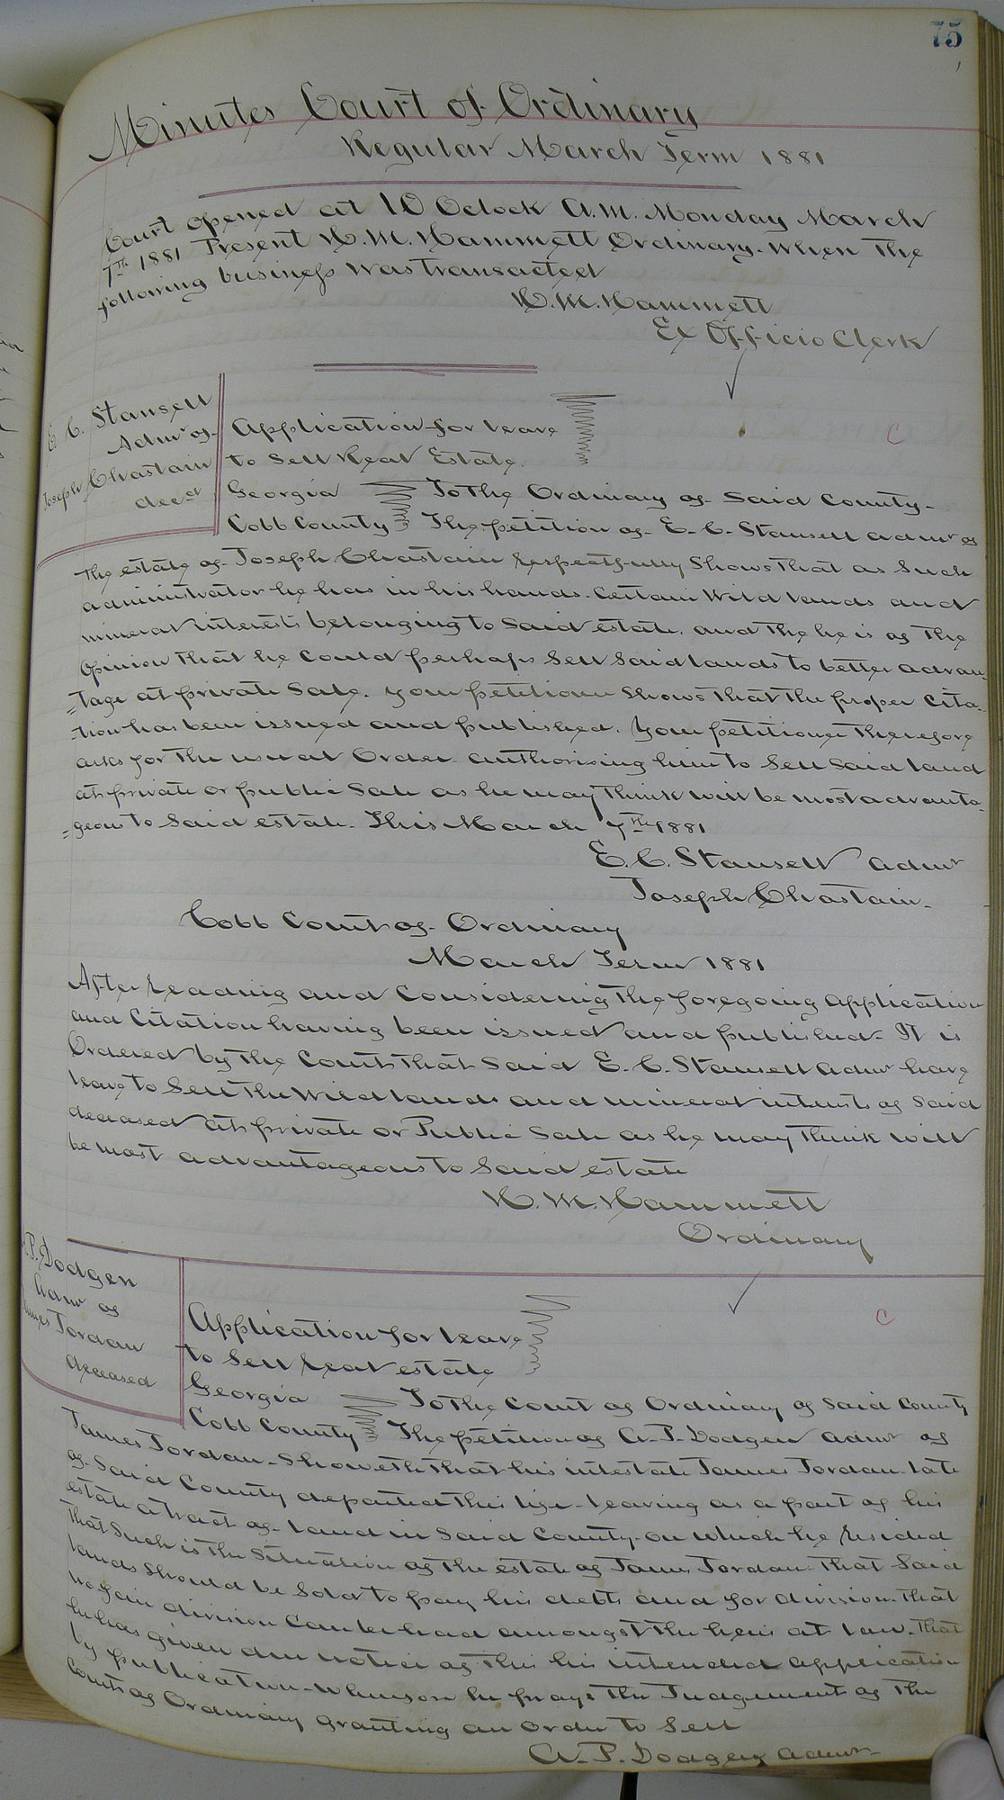 75
Minutes Court of Ordinary
Regular March Term 1881
Court opened at 10 Oclock A.M. Monday March
7th 1881 Present H. M. Hammett Ordinary. When the
following business was transacted
H. M. Hammett
Ex Officio Clerk
E. C. Stansell
Admr of
Joseph Chastain
decd
Application for leave
to Sell Real Estate.
Georgia To the Ordinary of Said County.
Cobb County The petition of E. C. Stansell admr of
the estate of Joseph Chastain respectfully Shows that as Such
administrator he has in his hands certain Wild lands and
mineral interests belonging to Said estate, and the he is of the
opinion that he could perhaps Sell Said lands to better advan
=tage at private Sale. Your petitioner Shows that the proper Cita-
-tion has been issued and published. Your petitioner therefore
asks for the usual Order authorising him to Sell Said land
at private or public Sale as he may think will be most advanta
=geous to Said estate. This March 7th 1881
E. C. Stansell admr
Joseph Chastain.
Cobb Court of Ordinary
March Term 1881
After reading and Considering the foregoing application
and Citation having been issued and published. It is
Ordered by the Court that Said E. C. Stansell admr have
leave to Sell the Wild lands and mineral interests of Said
deceased at private or Public Sale as he may think will
be most advantageous to Said estate
H. M. Hammett
Ordinary
P. Dodgen
Admr of
James Jordan
deceased
C
Application for leave
to Sell real estate
Georgia To the Court of Ordinary of Said County
Cobb County The petition of A. P. Dodgen admr of
James Jordan. Showeth that his intestate James Jordan late
of Said County departed this life leaving as a part of his
estate a tract of land in Said County on which he resided
that Such is the Situation of the estate of James Jordan that Said
lands Should be Sold to pay his debts and for division. that
no fair division Can be had amongst the heirs at law. that
he has given due notice of this his intended application
by publication. Wherefore he prays the Judgement of the
Court of Ordinary granting an order to Sell
A. P. Dodgen admr